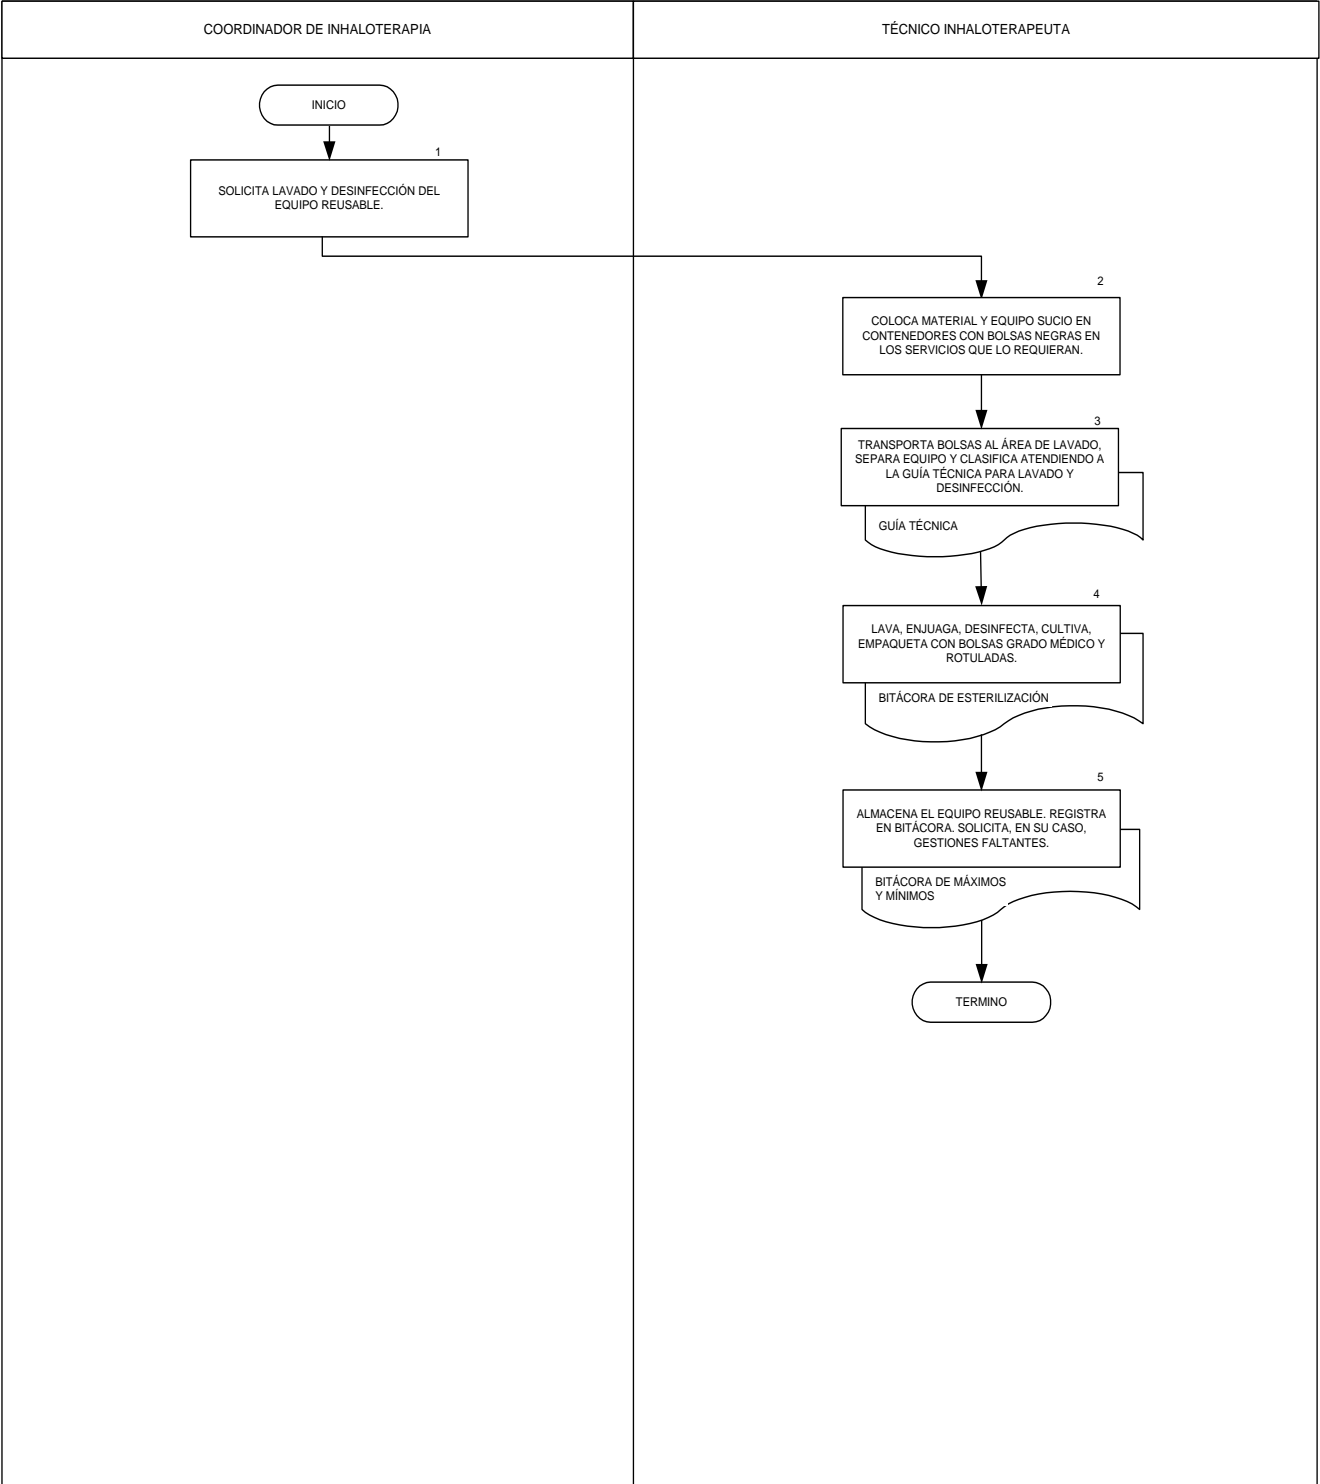 COORDINADOR DE INHALOTERAPIA
TÉCNICO INHALOTERAPEUTA
INICIO
1
SOLICITA LAVADO Y DESINFECCIÓN DEL
EQUIPO REUSABLE.
2
COLOCA MATERIAL Y EQUIPO SUCIO EN
CONTENEDORES CON BOLSAS NEGRAS EN
LOS SERVICIOS QUE LO REQUIERAN.
3
TRANSPORTA BOLSAS AL ÁREA DE LAVADO,
SEPARA EQUIPO Y CLASIFICA ATENDIENDO A
LA GUÍA TÉCNICA PARA LAVADO Y
DESINFECCIÓN.
GUÍA TÉCNICA
4
LAVA, ENJUAGA, DESINFECTA, CULTIVA,
EMPAQUETA CON BOLSAS GRADO MÉDICO Y
ROTULADAS.
BITÁCORA DE ESTERILIZACIÓN
5
ALMACENA EL EQUIPO REUSABLE. REGISTRA
EN BITÁCORA. SOLICITA, EN SU CASO,
GESTIONES FALTANTES.
BITÁCORA DE MÁXIMOS
Y MÍNIMOS
TERMINO